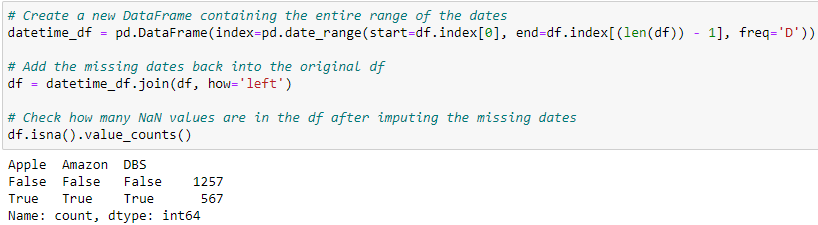 # Create a new DataFrame containing the entire range of the dates
datetime_df = pd.DataFrame(index=pd.date_range(start=df.index[0], end=df.index[(len(df)) - 1], freq='D'))
# Add the missing dates back into the original df
df = datetime_df.join(df, how='left')
# Check how many NaN values are in the df after imputing the missing dates
df.isna().value_counts()
Apple  Amazon  DBS
False  False   False    1257
True   True    True      567
Name: count, dtype: int64